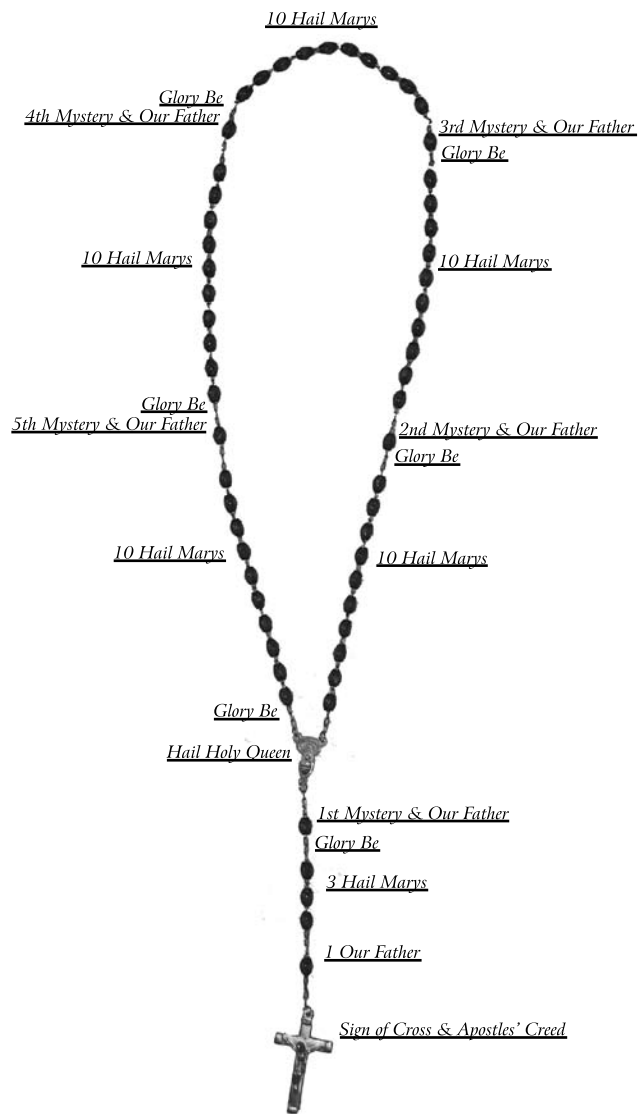 10 Hail Marys
Glory Be
4th Mystery & Our Father
3rd Mystery & Our Father
Glory Be
10 Hail Marys
10 Hail Marys
Glory Be
5th Mystery & Our Father
2nd Mystery & Our Father
Glory Be
10 Hail Marys
10 Hail Marys
Glory Be
Hail Holy Queen
1st Mystery & Our Father
Glory Be
3 Hail Marys
1 Our Father
Sign of Cross & Apostles' Creed